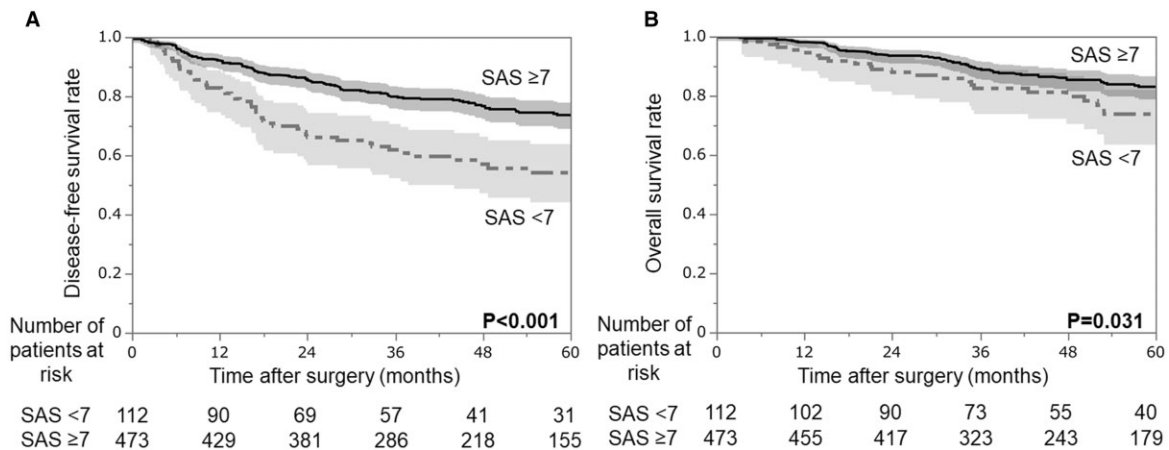 A
1.0
0.8
0.6
0.4
0.2
0
Disease-free survival rate
SAS ≥7
SAS <7
P<0.001
0 12 24 36 48 60
Time after surgery (months)
Number of
patients at
risk
SAS <7 112 90 69 57 41 31
SAS ≥7 473 429 381 286 218 155
B
1.0
0.8
0.6
0.4
0.2
0
Overall survival rate
SAS ≥7
SAS <7
P=0.031
0 12 24 36 48 60
Time after surgery (months)
Number of
patients at
risk
SAS <7 112 102 90 73 55 40
SAS ≥7 473 455 417 323 243 179